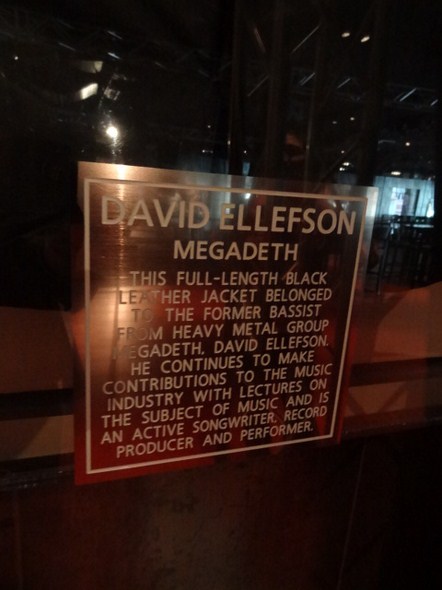 DAVID ELLEFSON
MEGADETH
THIS FULL-LENGTH BLACK
LEATHER JACKET BELONGED
TO THE FORMER BASSIST
FROM HEAVY METAL GROUP
MEGADETH, DAVID ELLEFSON.
HE CONTINUES TO MAKE
CONTRIBUTIONS TO THE MUSIC
INDUSTRY WITH LECTURES ON
THE SUBJECT OF MUSIC AND IS
AN ACTIVE SONGWRITER, RECORD
PRODUCER AND PERFORMER.